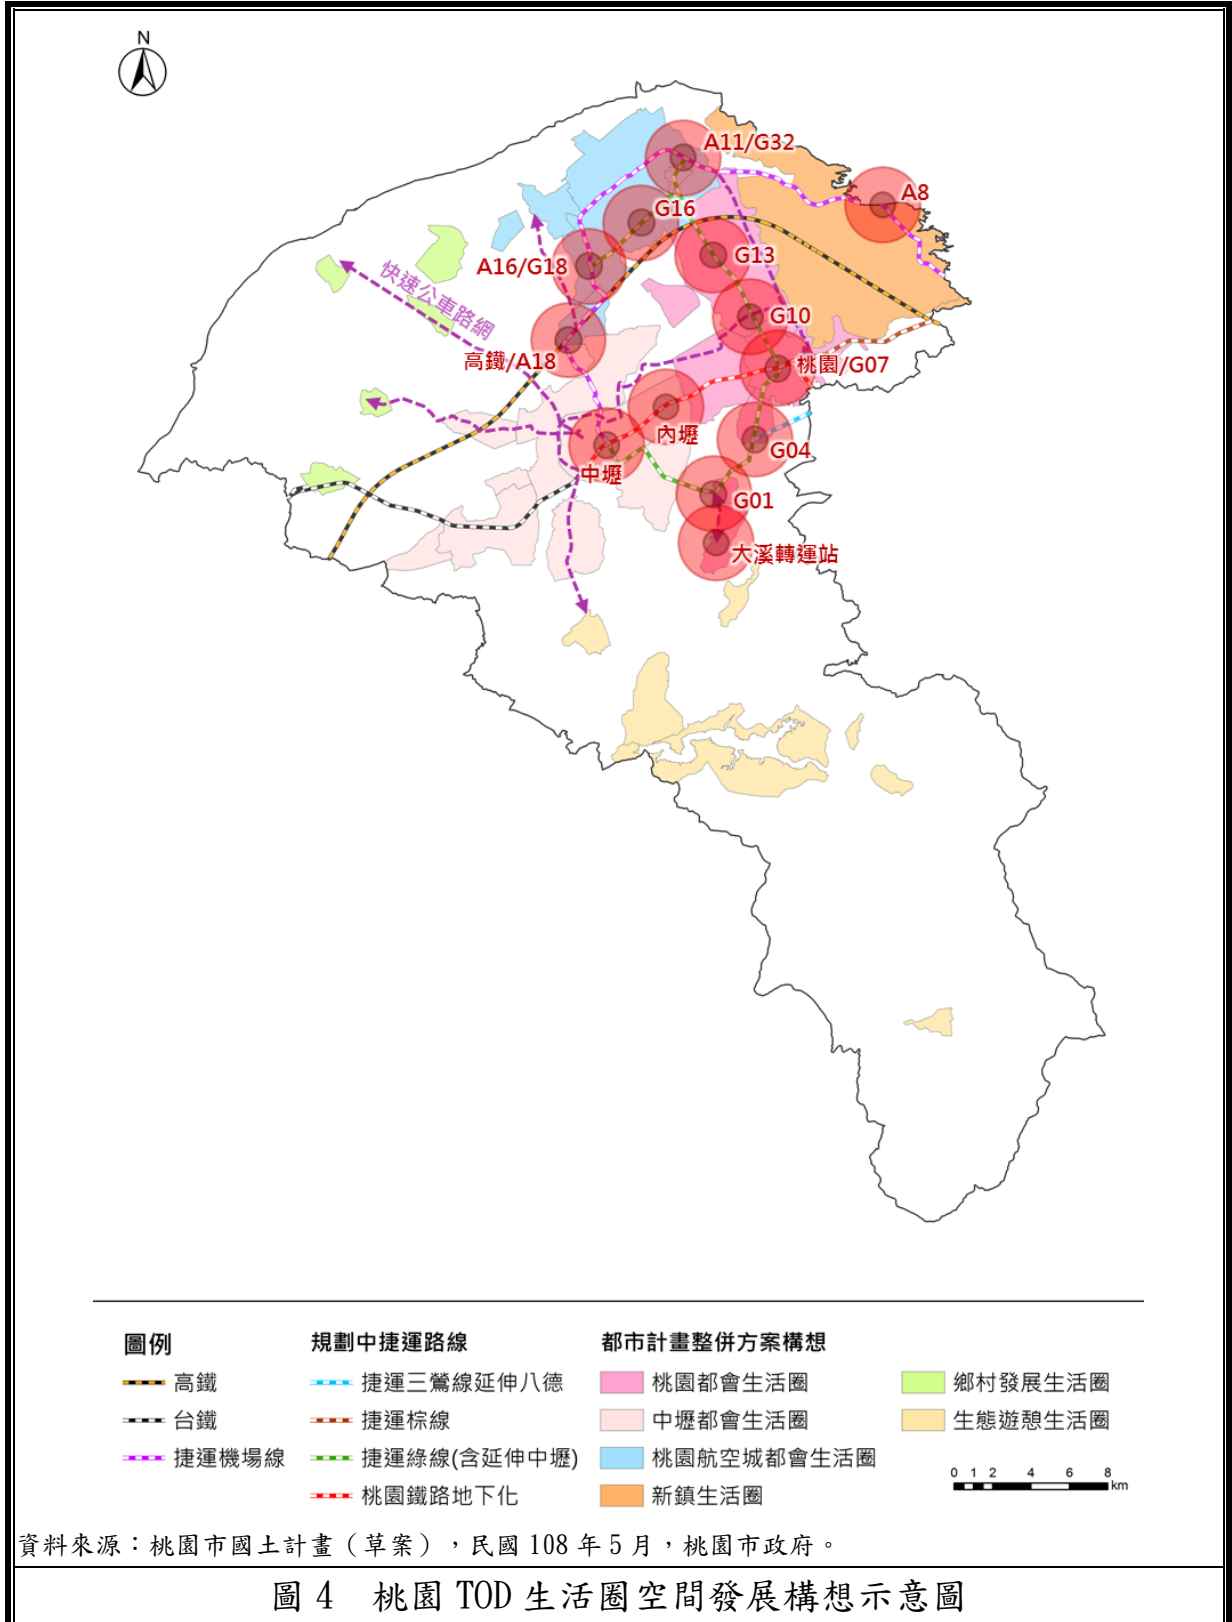 N
A11/G32
A8
G16
G13
A16/G18
快速公車路網
G10
高鐵/A18
桃園/G07
內壢
G04
中壢
G01
大溪轉運站
圖例
高鐵
台鐵
捷運機場線
規劃中捷運路線
捷運三鶯線延伸八德
捷運棕線
捷運綠線(含延伸中壢)
桃園鐵路地下化
都市計畫整併方案構想
桃園都會生活圈
中壢都會生活圈
桃園航空城都會生活圈
新鎮生活圈
鄉村發展生活圈
生態遊憩生活圈
0 1 2 4 6 8
km
資料來源：桃園市國土計畫（草案），民國 108 年 5 月，桃園市政府。
圖 4 桃園 TOD 生活圈空間發展構想示意圖